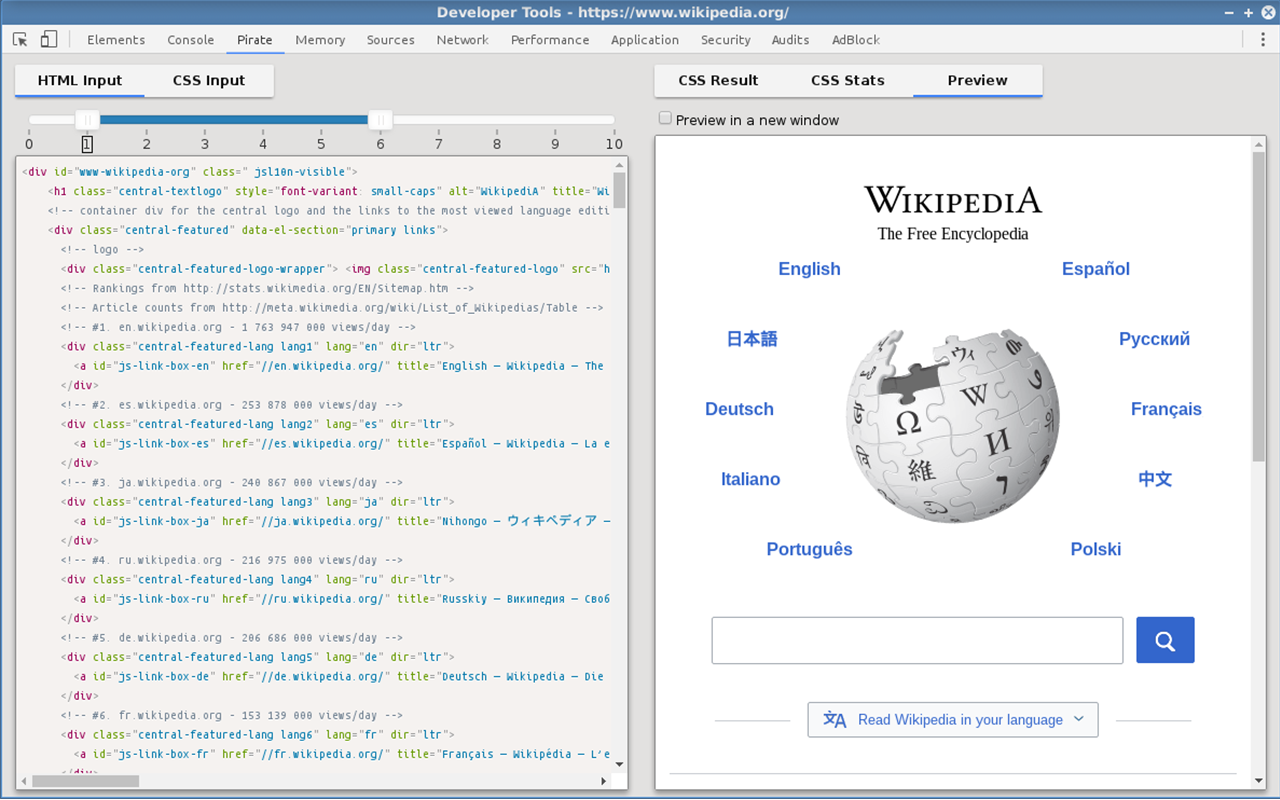 Developer Tools - https://www.wikipedia.org/
Elements Console Pirate Memory Sources Network Performance Application Security Audits AdBlock
HTML Input CSS Input
0 1 2 3 4 5 6 7 8 9 10
<div id="www-wikipedia-org" class=" jsl10n-visible">
<h1 class="central-textlogo" style="font-variant: small-caps" alt="WikipediA" title="Wi
<!-- container div for the central logo and the links to the most viewed language editi
<div class="central-featured" data-el-section="primary links">
<!-- logo -->
<div class="central-featured-logo-wrapper"> <img class="central-featured-logo" src="h
<!-- Rankings from http://stats.wikimedia.org/EN/Sitemap.htm -->
<!-- Article counts from http://meta.wikimedia.org/wiki/List_of_Wikipedias/Table -->
<!-- #1. en.wikipedia.org - 1 763 947 000 views/day -->
<div class="central-featured-lang lang1" lang="en" dir="ltr">
<a id="js-link-box-en" href="//en.wikipedia.org/" title="English — Wikipedia — The
</div>
<!-- #2. es.wikipedia.org - 253 878 000 views/day -->
<div class="central-featured-lang lang2" lang="es" dir="ltr">
<a id="js-link-box-es" href="//es.wikipedia.org/" title="Español — Wikipedia — La e
</div>
<!-- #3. ja.wikipedia.org - 240 867 000 views/day -->
<div class="central-featured-lang lang3" lang="ja" dir="ltr">
<a id="js-link-box-ja" href="//ja.wikipedia.org/" title="Nihongo — ウィキペディア —
</div>
<!-- #4. ru.wikipedia.org - 216 975 000 views/day -->
<div class="central-featured-lang lang4" lang="ru" dir="ltr">
<a id="js-link-box-ru" href="//ru.wikipedia.org/" title="Russkiy — Википедия — Своб
</div>
<!-- #5. de.wikipedia.org - 206 686 000 views/day -->
<div class="central-featured-lang lang5" lang="de" dir="ltr">
<a id="js-link-box-de" href="//de.wikipedia.org/" title="Deutsch — Wikipedia — Die
</div>
<!-- #6. fr.wikipedia.org - 153 139 000 views/day -->
<div class="central-featured-lang lang6" lang="fr" dir="ltr">
<a id="js-link-box-fr" href="//fr.wikipedia.org/" title="Français — Wikipédia — L’e
CSS Result CSS Stats Preview
Preview in a new window
WikipediA
The Free Encyclopedia
English Español
日本語 Русский
Deutsch Français
Italiano 中文
Português Polski
Ω W И 維
Read Wikipedia in your language